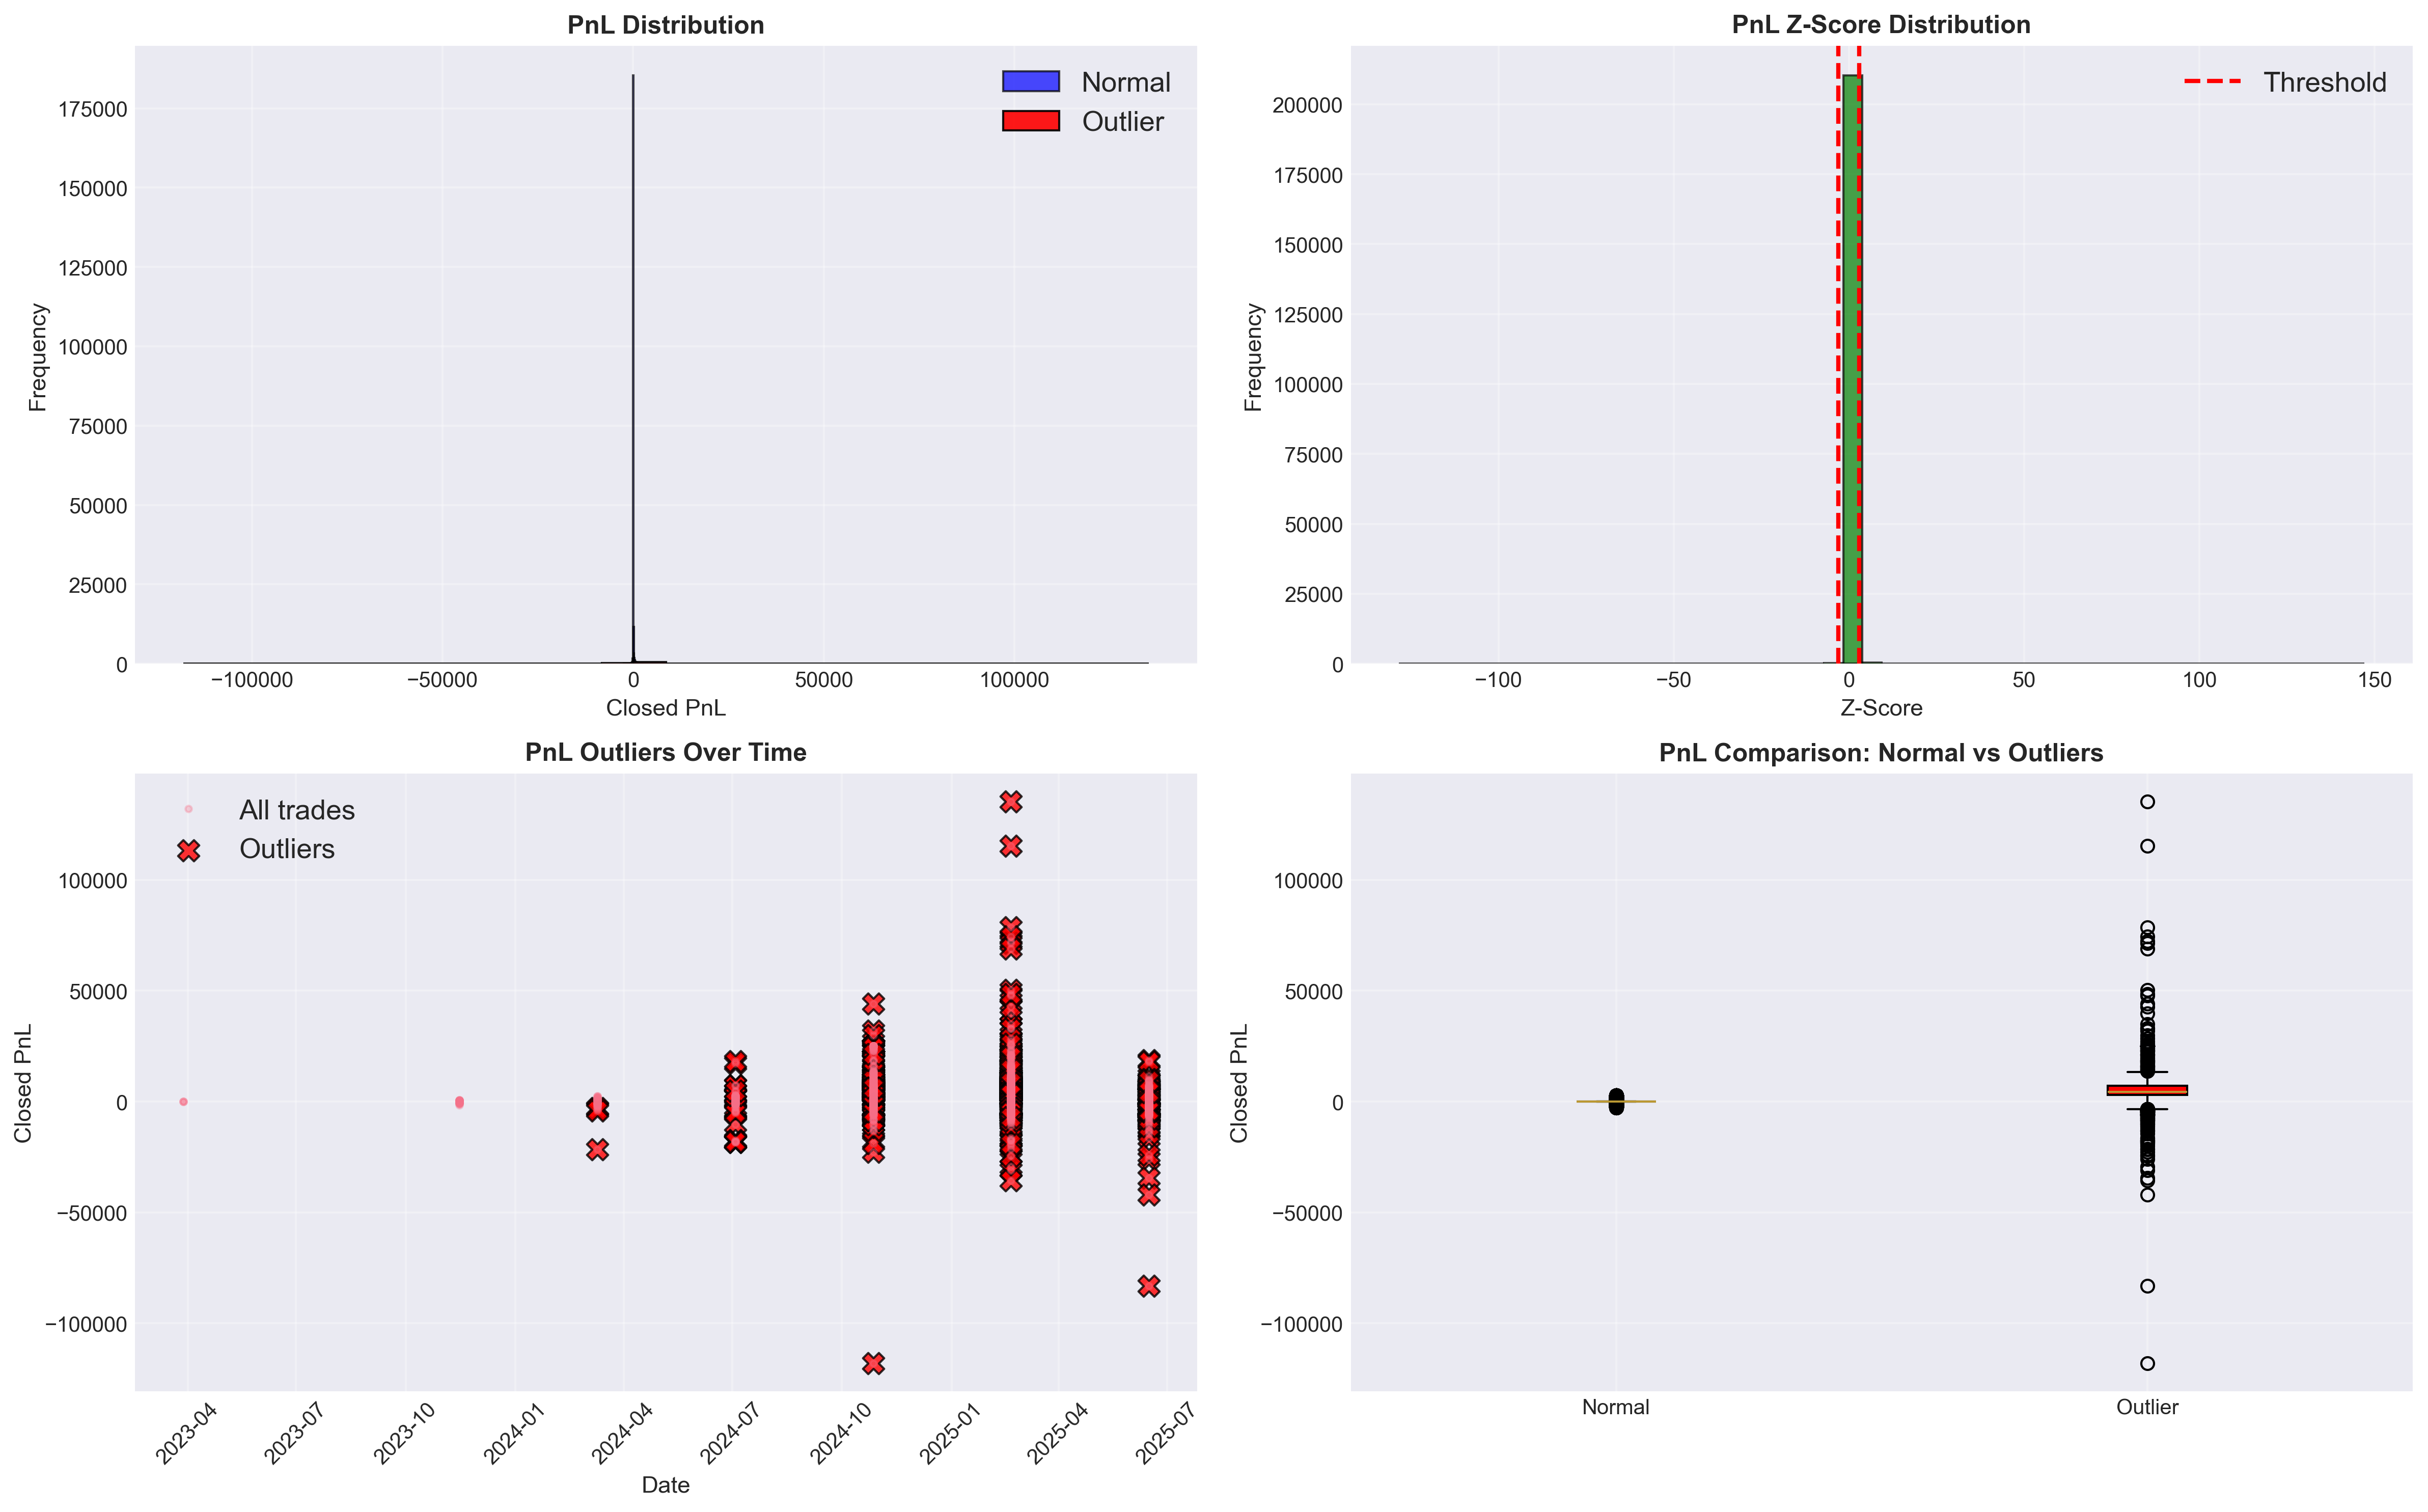 PnL Distribution
Normal
Outlier
175000
150000
125000
100000
75000
50000
25000
0
Frequency
−100000 −50000 0 50000 100000
Closed PnL
PnL Z-Score Distribution
Threshold
200000
175000
150000
125000
100000
75000
50000
25000
0
Frequency
−100 −50 0 50 100 150
Z-Score
PnL Outliers Over Time
All trades
Outliers
100000
50000
0
−50000
−100000
Closed PnL
2023-04 2023-07 2023-10 2024-01 2024-04 2024-07 2024-10 2025-01 2025-04 2025-07
Date
PnL Comparison: Normal vs Outliers
100000
50000
0
−50000
−100000
Closed PnL
Normal Outlier